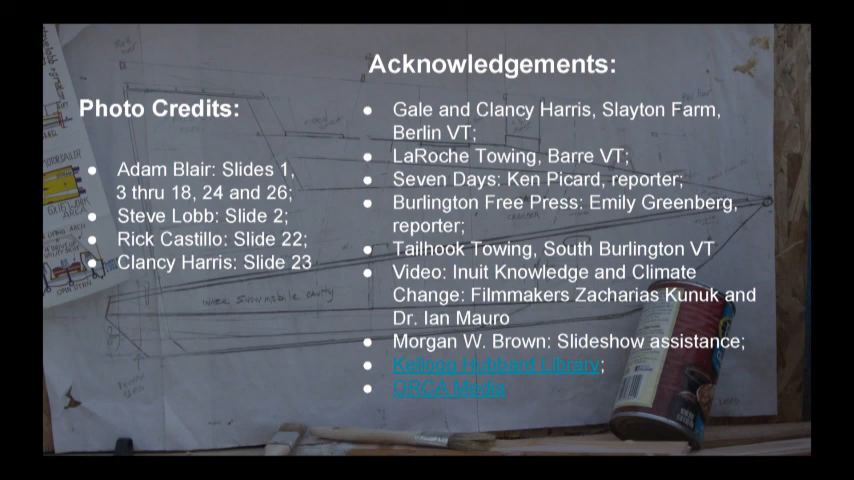 Photo Credits:
Adam Blair: Slides 1,
3 thru 18, 24 and 26;
Steve Lobb: Slide 2;
Rick Castillo: Slide 22;
Clancy Harris: Slide 23
Acknowledgements:
Gale and Clancy Harris, Slayton Farm,
Berlin VT;
LaRoche Towing, Barre VT;
Seven Days: Ken Picard, reporter;
Burlington Free Press: Emily Greenberg,
reporter;
Tailhook Towing, South Burlington VT
Video: Inuit Knowledge and Climate
Change: Filmmakers Zacharias Kunuk and
Dr. Ian Mauro
Morgan W. Brown: Slideshow assistance;
Kellogg Hubbard Library;
ORCA Media
INNER SNOWMOBILE CAVITY